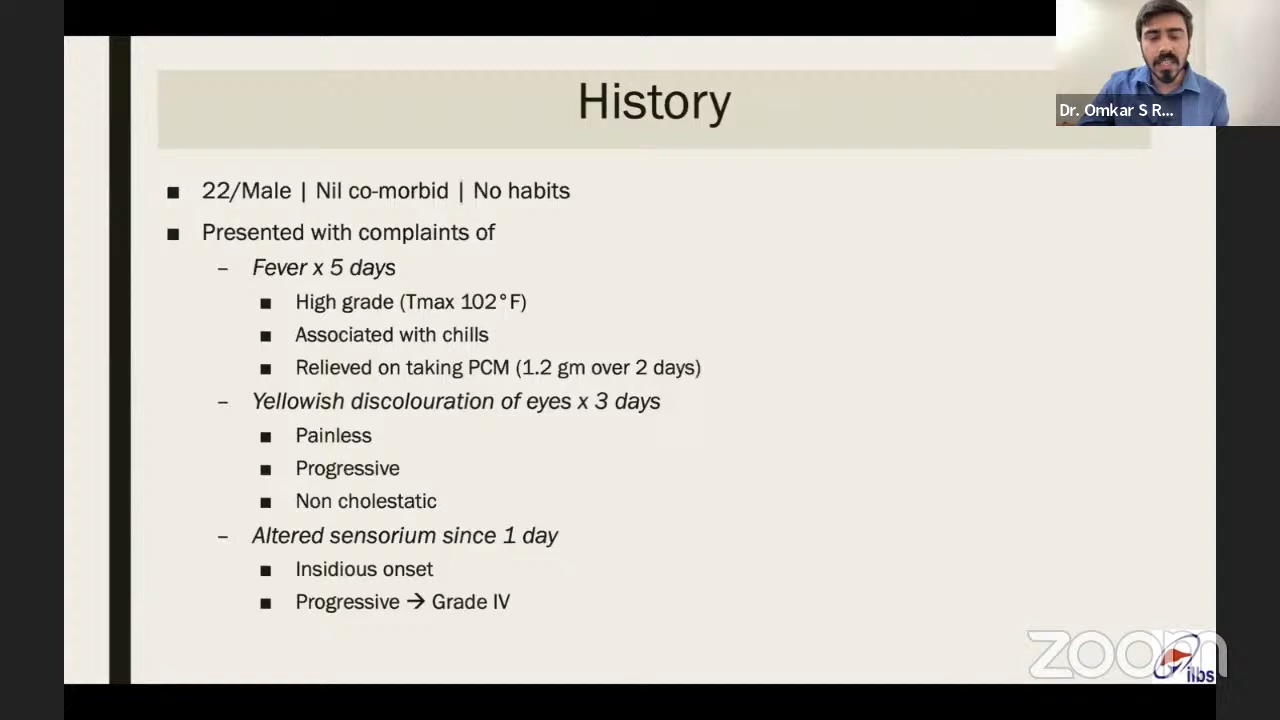 History
Dr. Omkar S R...
■ 22/Male | Nil co-morbid | No habits
■ Presented with complaints of
– Fever x 5 days
■ High grade (Tmax 102°F)
■ Associated with chills
■ Relieved on taking PCM (1.2 gm over 2 days)
– Yellowish discolouration of eyes x 3 days
■ Painless
■ Progressive
■ Non cholestatic
– Altered sensorium since 1 day
■ Insidious onset
■ Progressive → Grade IV
zoom
ilbs